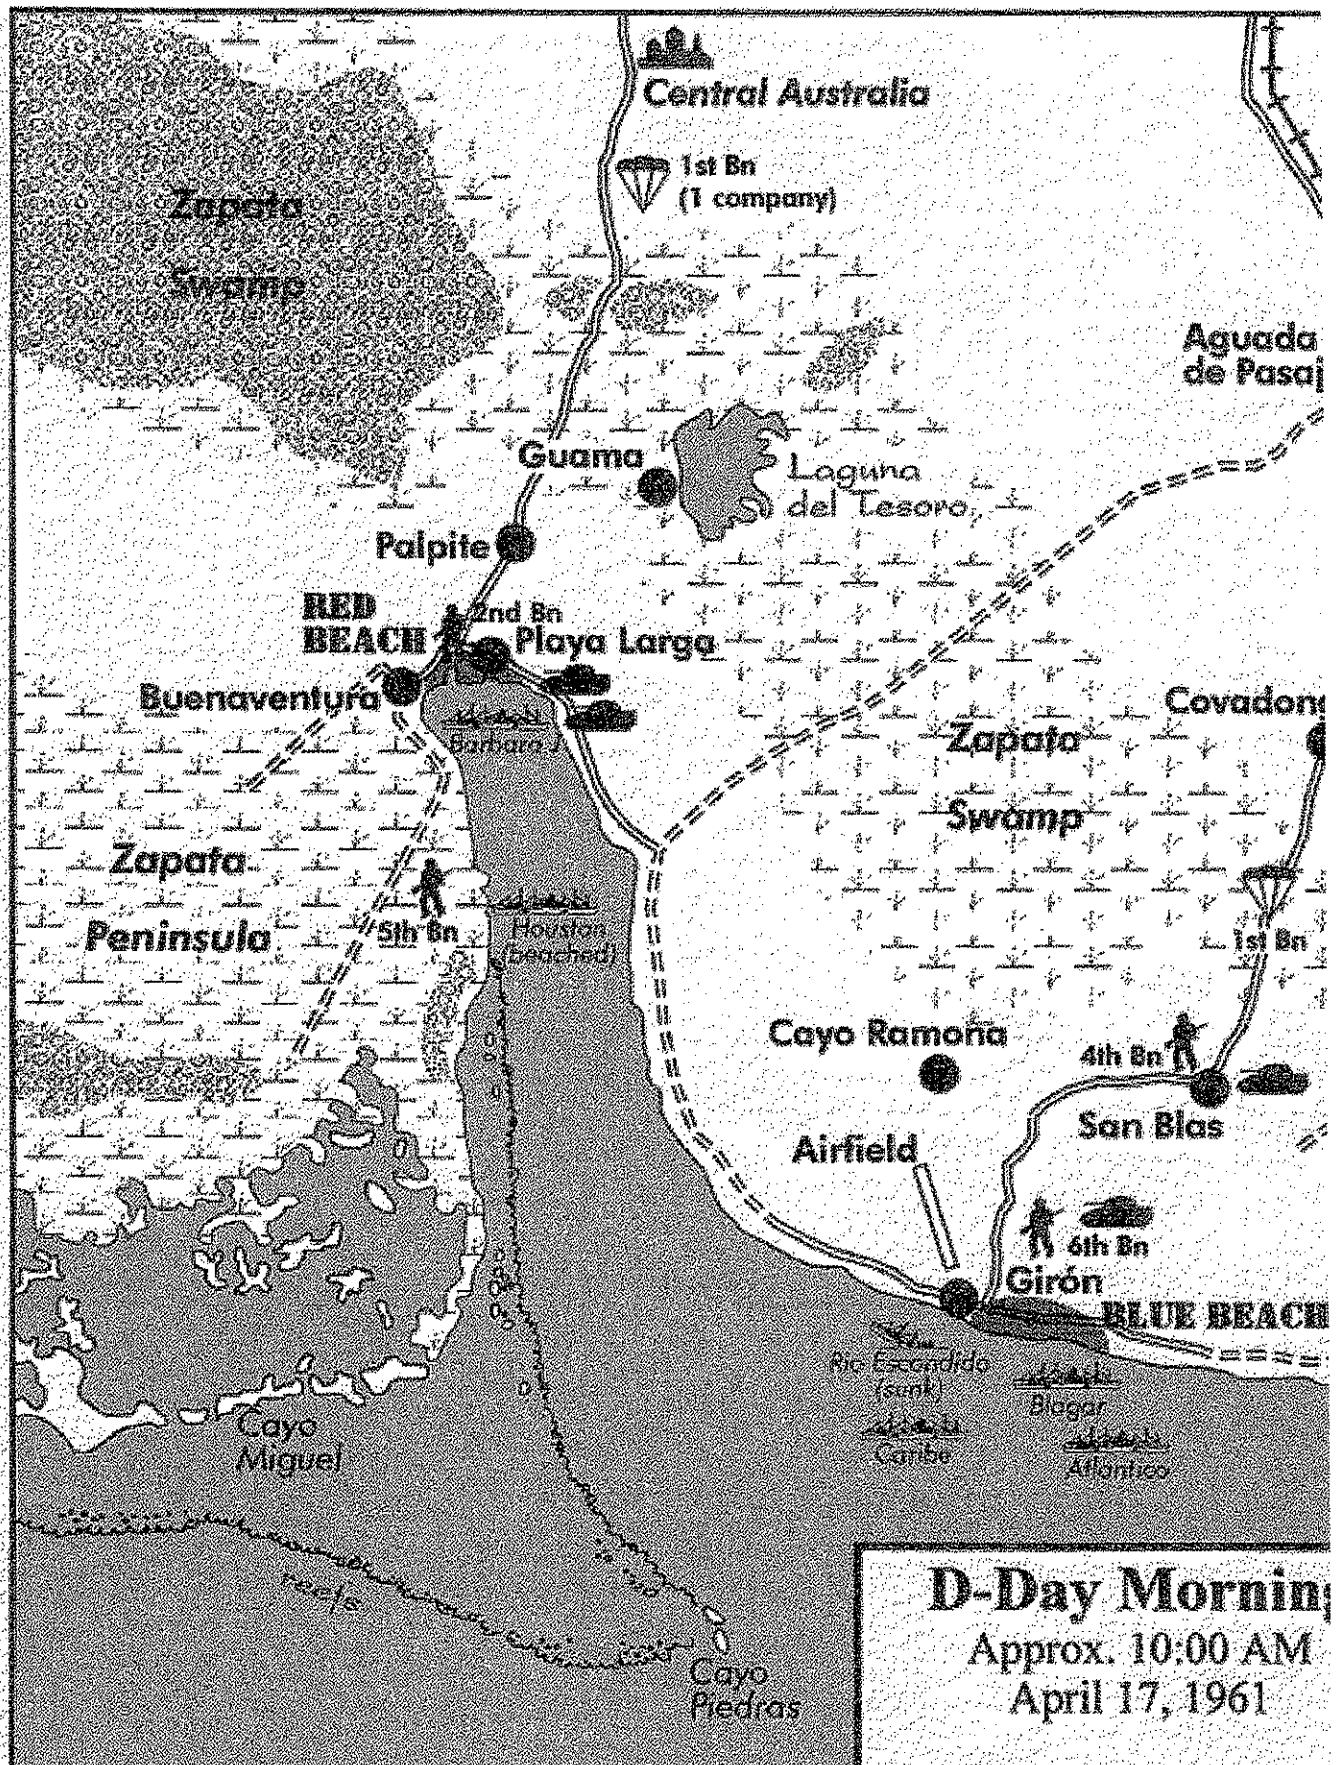 Central Australia
1st Bn
(1 company)
Zapata
Swamp
Aguada
de Pasaj
Guama
Laguna
del Tesoro
Palpite
RED
BEACH
2nd Bn
Playa Larga
Buenaventura
Barbara J
Covadong
Zapata
Swamp
Zapata
Peninsula
5th Bn
Houston
(beached)
1st Bn
Cayo Ramona
4th Bn
San Blas
Airfield
6th Bn
Girón
BLUE BEACH
Rio Escondido
(sunk)
Blagar
Caribe
Atlantico
Cayo
Miguel
reefs
Cayo
Piedras
D-Day Morning
Approx. 10:00 AM
April 17, 1961